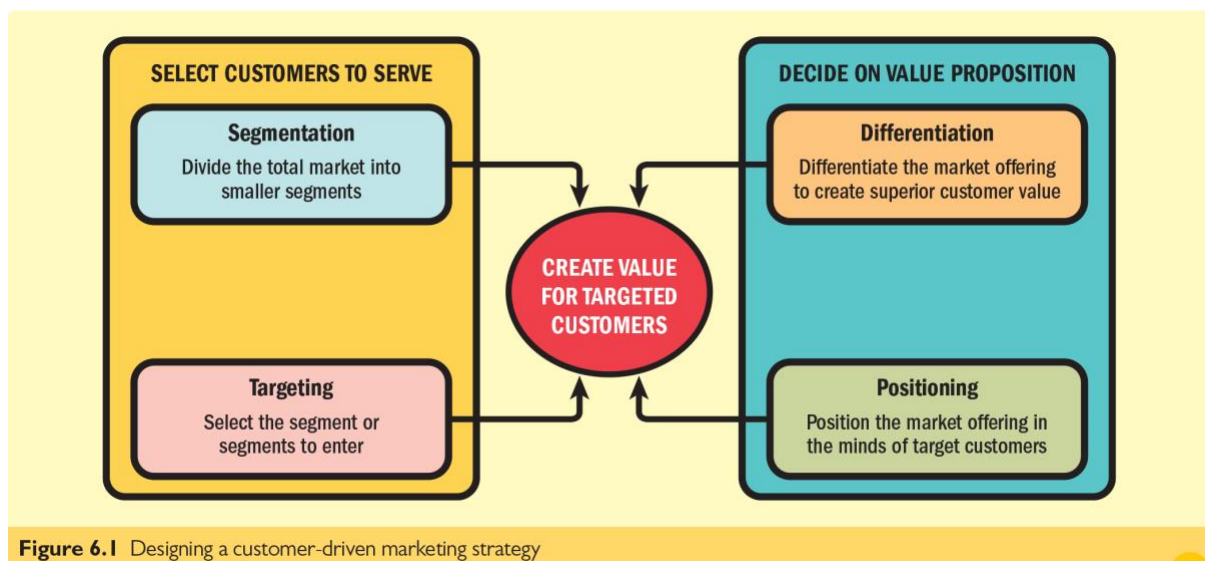 SELECT CUSTOMERS TO SERVE
Segmentation
Divide the total market into
smaller segments
Targeting
Select the segment or
segments to enter
CREATE VALUE
FOR TARGETED
CUSTOMERS
DECIDE ON VALUE PROPOSITION
Differentiation
Differentiate the market offering
to create superior customer value
Positioning
Position the market offering in
the minds of target customers
Figure 6.1 Designing a customer-driven marketing strategy